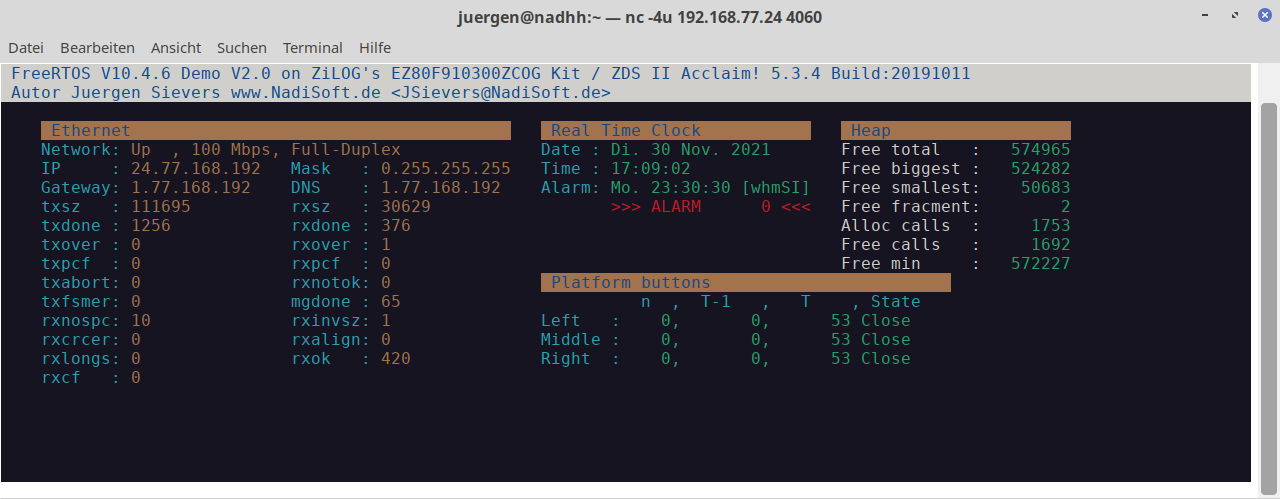 juergen@nadhh:~ — nc -4u 192.168.77.24 4060
Datei Bearbeiten Ansicht Suchen Terminal Hilfe
FreeRTOS V10.4.6 Demo V2.0 on ZiLOG's EZ80F910300ZCOG Kit / ZDS II Acclaim! 5.3.4 Build:20191011
Autor Juergen Sievers www.NadiSoft.de <JSievers@NadiSoft.de>
Ethernet Real Time Clock Heap
Network: Up , 100 Mbps, Full-Duplex Date : Di. 30 Nov. 2021 Free total : 574965
IP : 24.77.168.192 Mask : 0.255.255.255 Time : 17:09:02 Free biggest : 524282
Gateway: 1.77.168.192 DNS : 1.77.168.192 Alarm: Mo. 23:30:30 [whmSI] Free smallest: 50683
txsz : 111695 rxsz : 30629 >>> ALARM 0 <<< Free fracment: 2
txdone : 1256 rxdone : 376 Alloc calls : 1753
txover : 0 rxover : 1 Free calls : 1692
txpcf : 0 rxpcf : 0 Free min : 572227
txabort: 0 rxnotok: 0 Platform buttons
txfsmer: 0 mgdone : 65 n , T-1 , T , State
rxnospc: 10 rxinvsz: 1 Left : 0, 0, 53 Close
rxcrcer: 0 rxalign: 0 Middle : 0, 0, 53 Close
rxlongs: 0 rxok : 420 Right : 0, 0, 53 Close
rxcf : 0